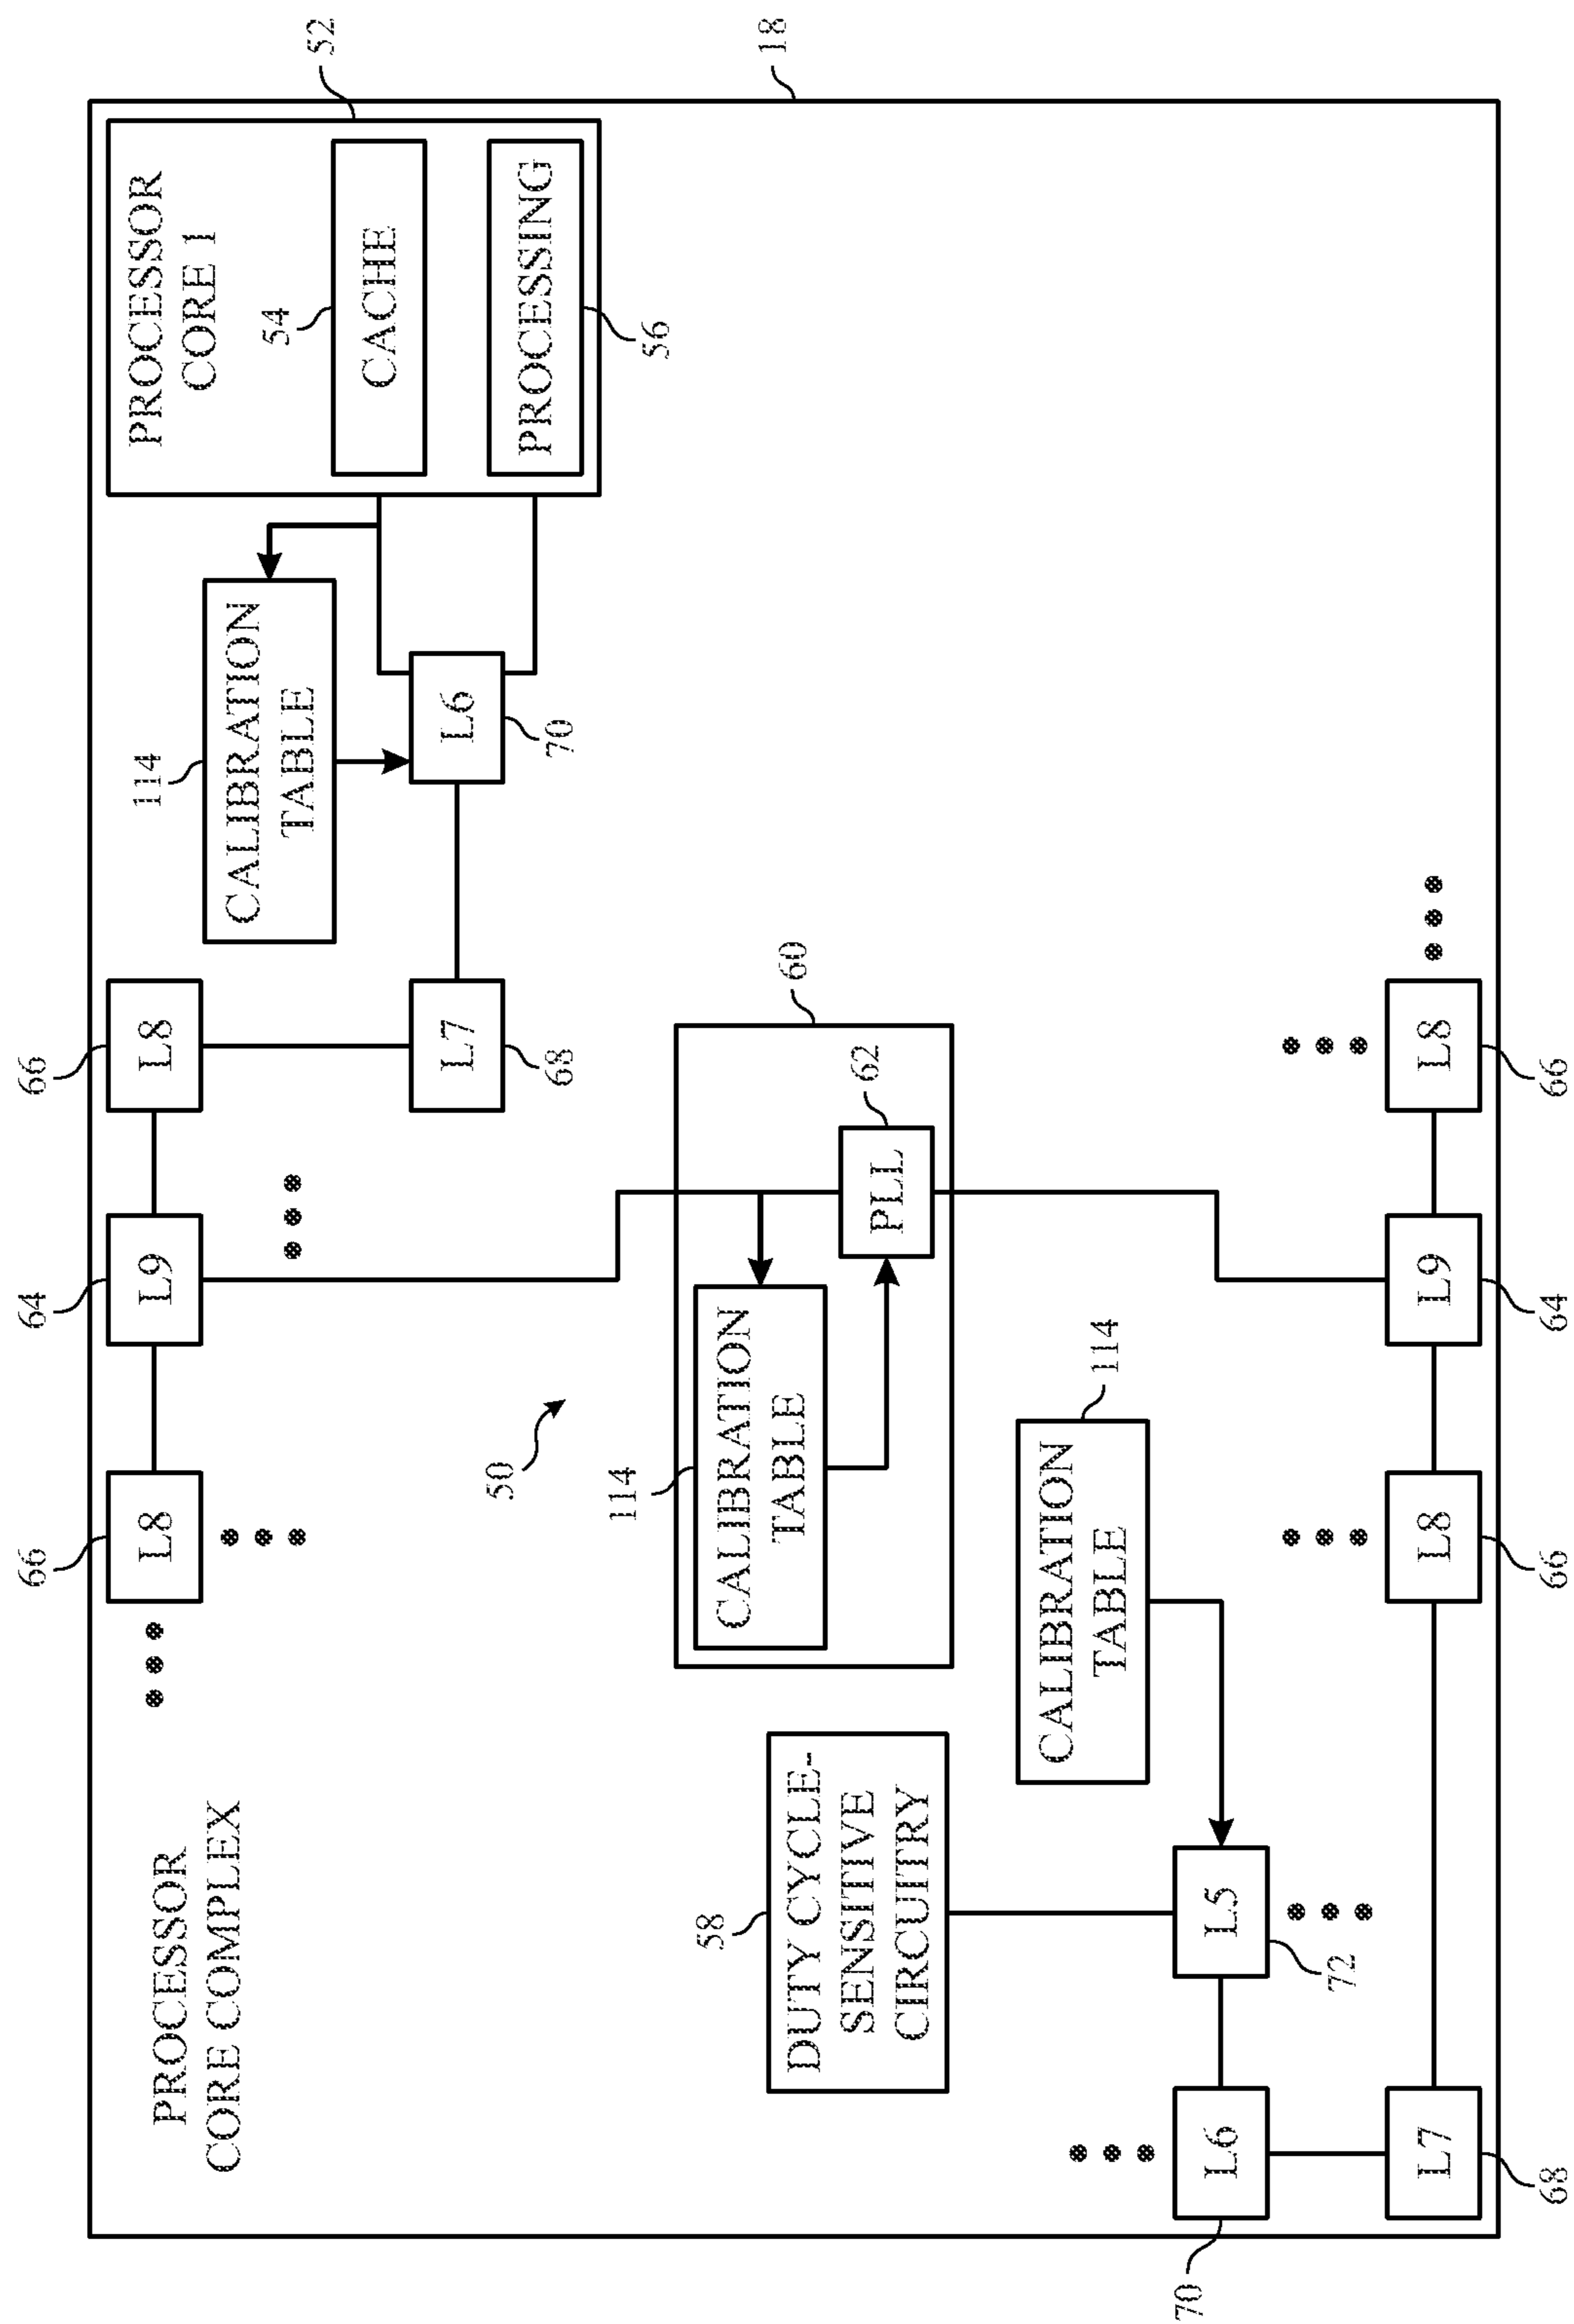 PROCESSOR
CORE COMPLEX
66
L8
64
L9
66
L8
114
CALIBRATION
TABLE
PROCESSOR
CORE 1
52
54
CACHE
PROCESSING
56
L7
68
L6
70
50
60
114
CALIBRATION
TABLE
PLL
62
58
DUTY CYCLE-
SENSITIVE
CIRCUITRY
CALIBRATION
TABLE
114
18
70
L6
L5
72
L7
68
L8
66
L9
64
L8
66